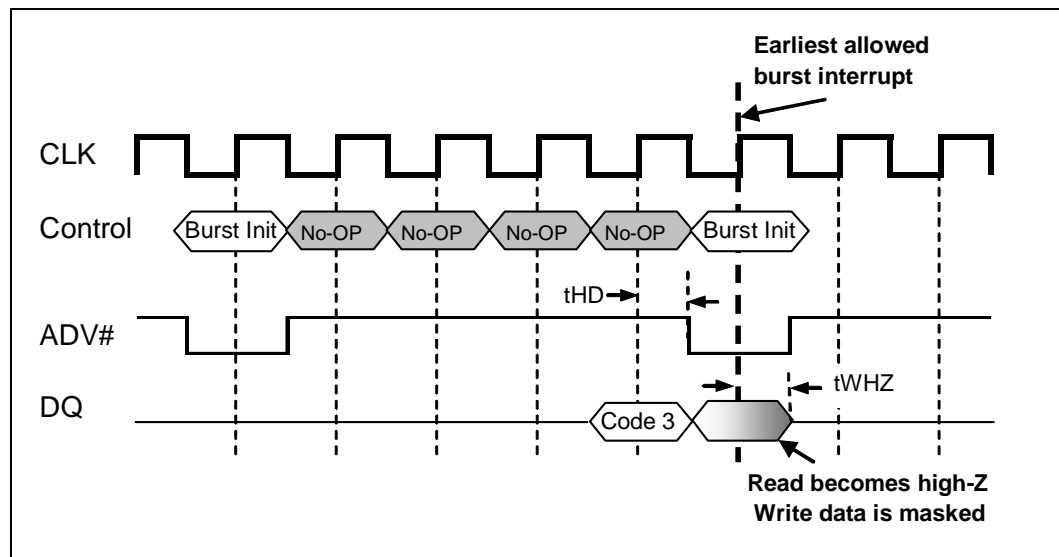 Earliest allowed
burst interrupt
CLK
Control
Burst Init
No-OP
No-OP
No-OP
No-OP
Burst Init
tHD
ADV#
tWHZ
DQ
Code 3
Read becomes high-Z
Write data is masked